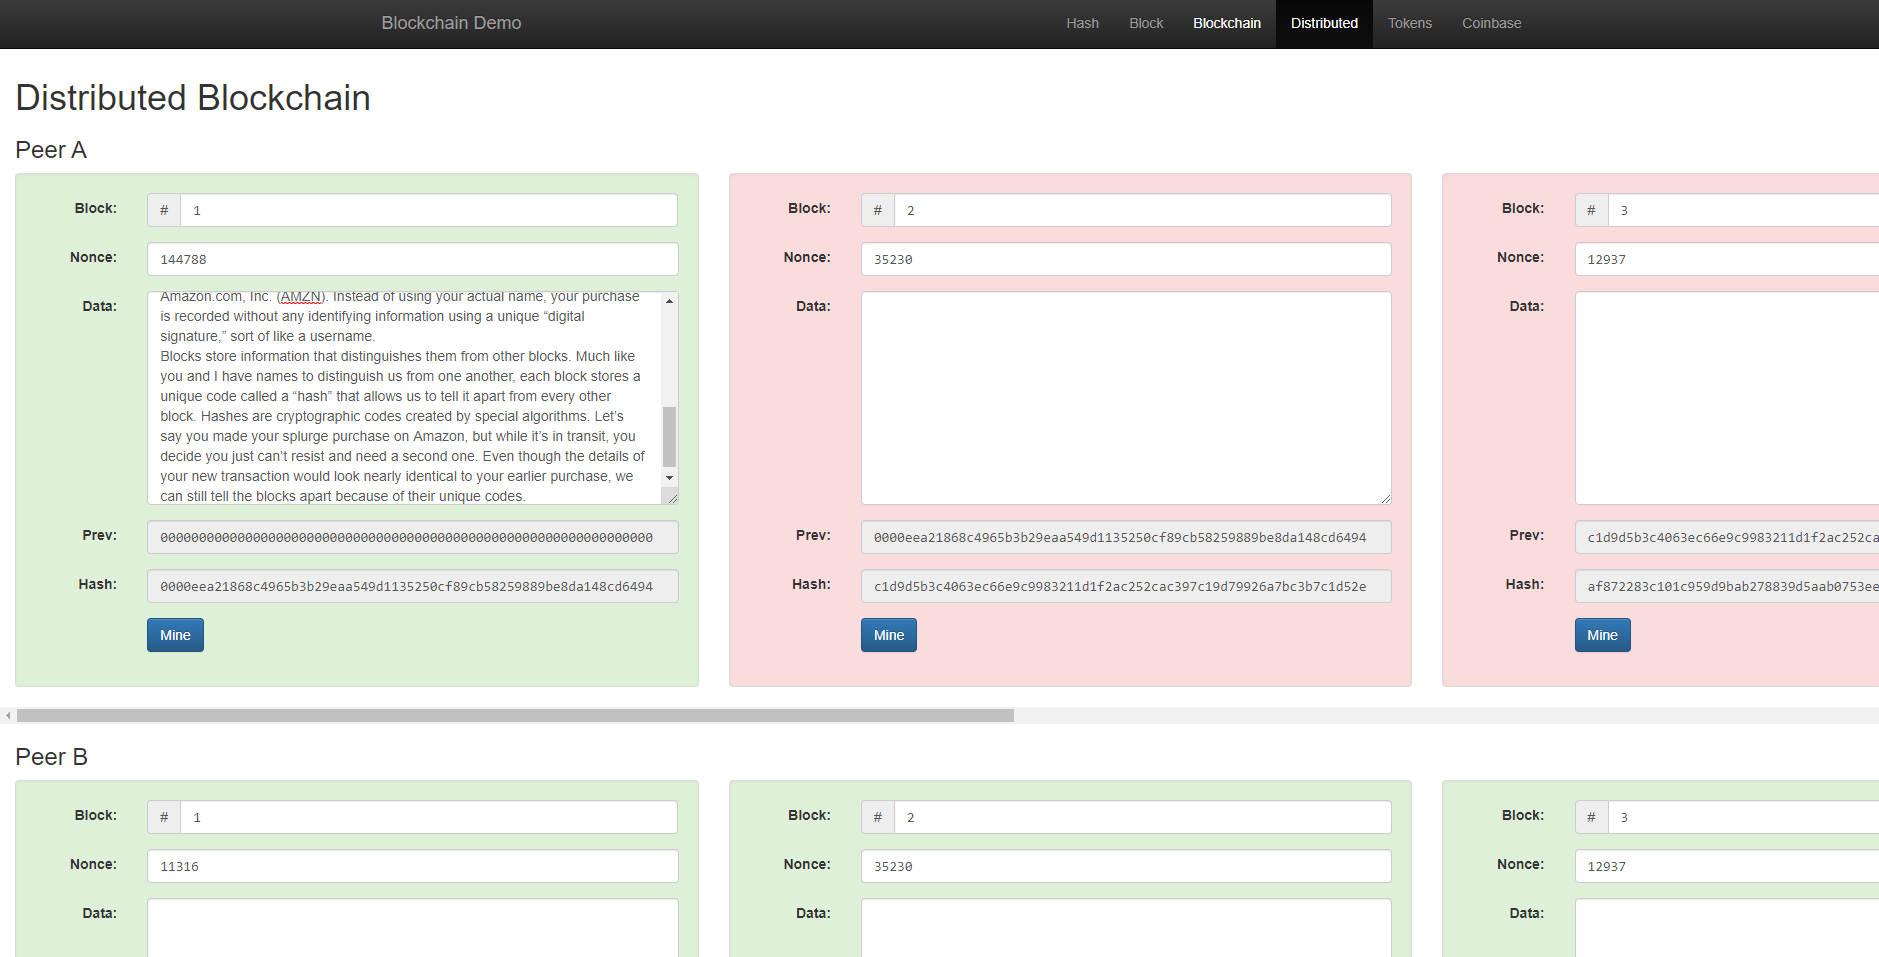 Blockchain Demo
Hash Block Blockchain Distributed Tokens Coinbase
Distributed Blockchain
Peer A
Block: # 1
Nonce: 144788
Data: Amazon.com, Inc. (AMZN). Instead of using your actual name, your purchase
is recorded without any identifying information using a unique “digital
signature,” sort of like a username.
Blocks store information that distinguishes them from other blocks. Much like
you and I have names to distinguish us from one another, each block stores a
unique code called a “hash” that allows us to tell it apart from every other
block. Hashes are cryptographic codes created by special algorithms. Let’s
say you made your splurge purchase on Amazon, but while it’s in transit, you
decide you just can’t resist and need a second one. Even though the details of
your new transaction would look nearly identical to your earlier purchase, we
can still tell the blocks apart because of their unique codes.
Prev: 0000000000000000000000000000000000000000000000000000000000000000
Hash: 0000eea21868c4965b3b29eaa549d1135250cf89cb58259889be8da148cd6494
Mine
Block: # 2
Nonce: 35230
Data:
Prev: 0000eea21868c4965b3b29eaa549d1135250cf89cb58259889be8da148cd6494
Hash: c1d9d5b3c4063ec66e9c9983211d1f2ac252cac397c19d79926a7bc3b7c1d52e
Mine
Block: # 3
Nonce: 12937
Data:
Prev: c1d9d5b3c4063ec66e9c9983211d1f2ac252ca
Hash: af872283c101c959d9bab278839d5aab0753ee
Mine
Peer B
Block: # 1
Nonce: 11316
Data:
Block: # 2
Nonce: 35230
Data:
Block: # 3
Nonce: 12937
Data: